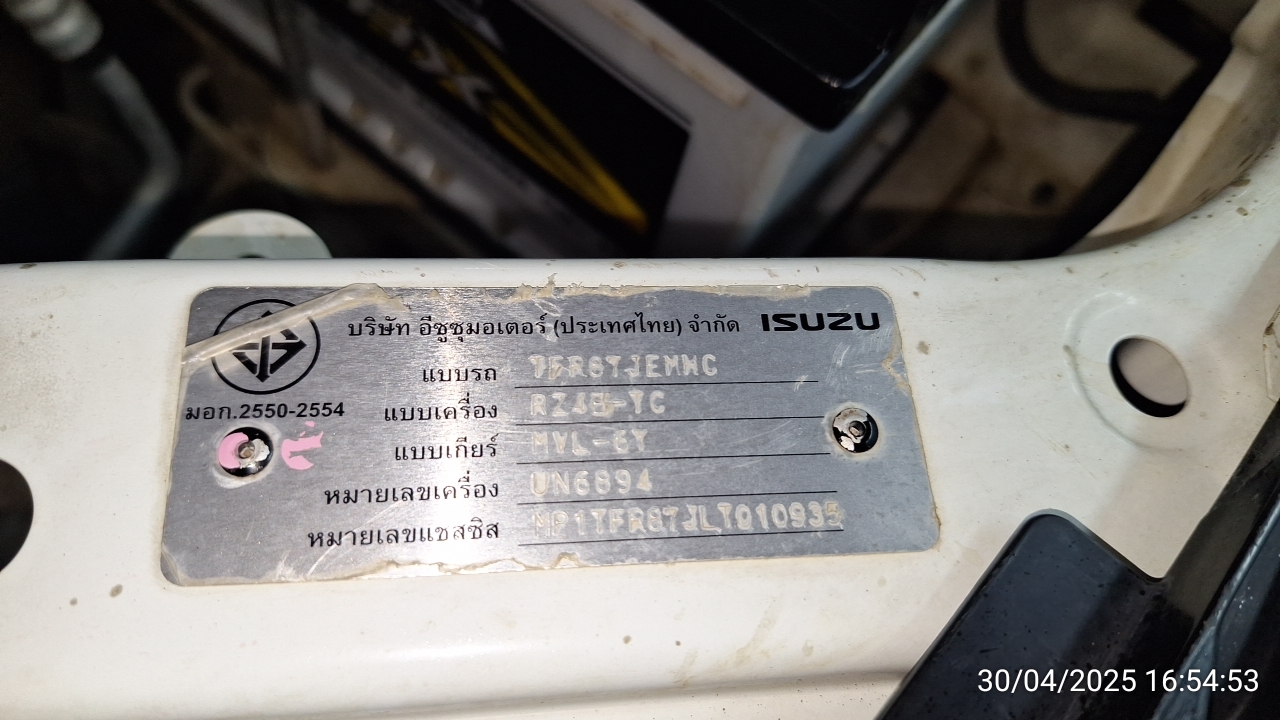 บริษัท อีซูซุมอเตอร์ (ประเทศไทย) จำกัด ISUZU
แบบรถ TFR87JEMMC
มอก.2550-2554
แบบเครื่อง RZ4E-TC
แบบเกียร์ MVL-6Y
หมายเลขเครื่อง UN6894
หมายเลขแชสซิส MP1TFR87JLT010935
30/04/2025 16:54:53